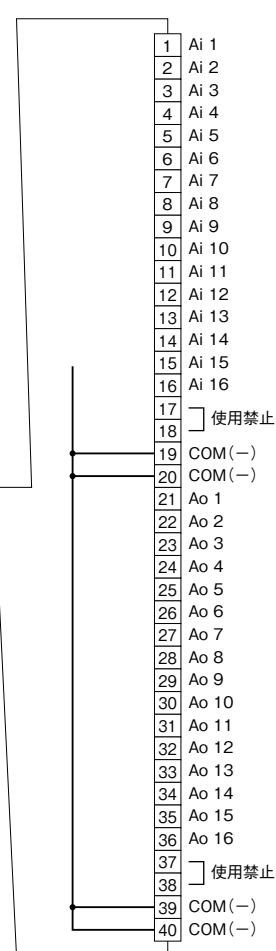 1 Ai 1
2 Ai 2
3 Ai 3
4 Ai 4
5 Ai 5
6 Ai 6
7 Ai 7
8 Ai 8
9 Ai 9
10 Ai 10
11 Ai 11
12 Ai 12
13 Ai 13
14 Ai 14
15 Ai 15
16 Ai 16
17
使用禁止
18
19 COM(−)
20 COM(−)
21 Ao 1
22 Ao 2
23 Ao 3
24 Ao 4
25 Ao 5
26 Ao 6
27 Ao 7
28 Ao 8
29 Ao 9
30 Ao 10
31 Ao 11
32 Ao 12
33 Ao 13
34 Ao 14
35 Ao 15
36 Ao 16
37
使用禁止
38
39 COM(−)
40 COM(−)